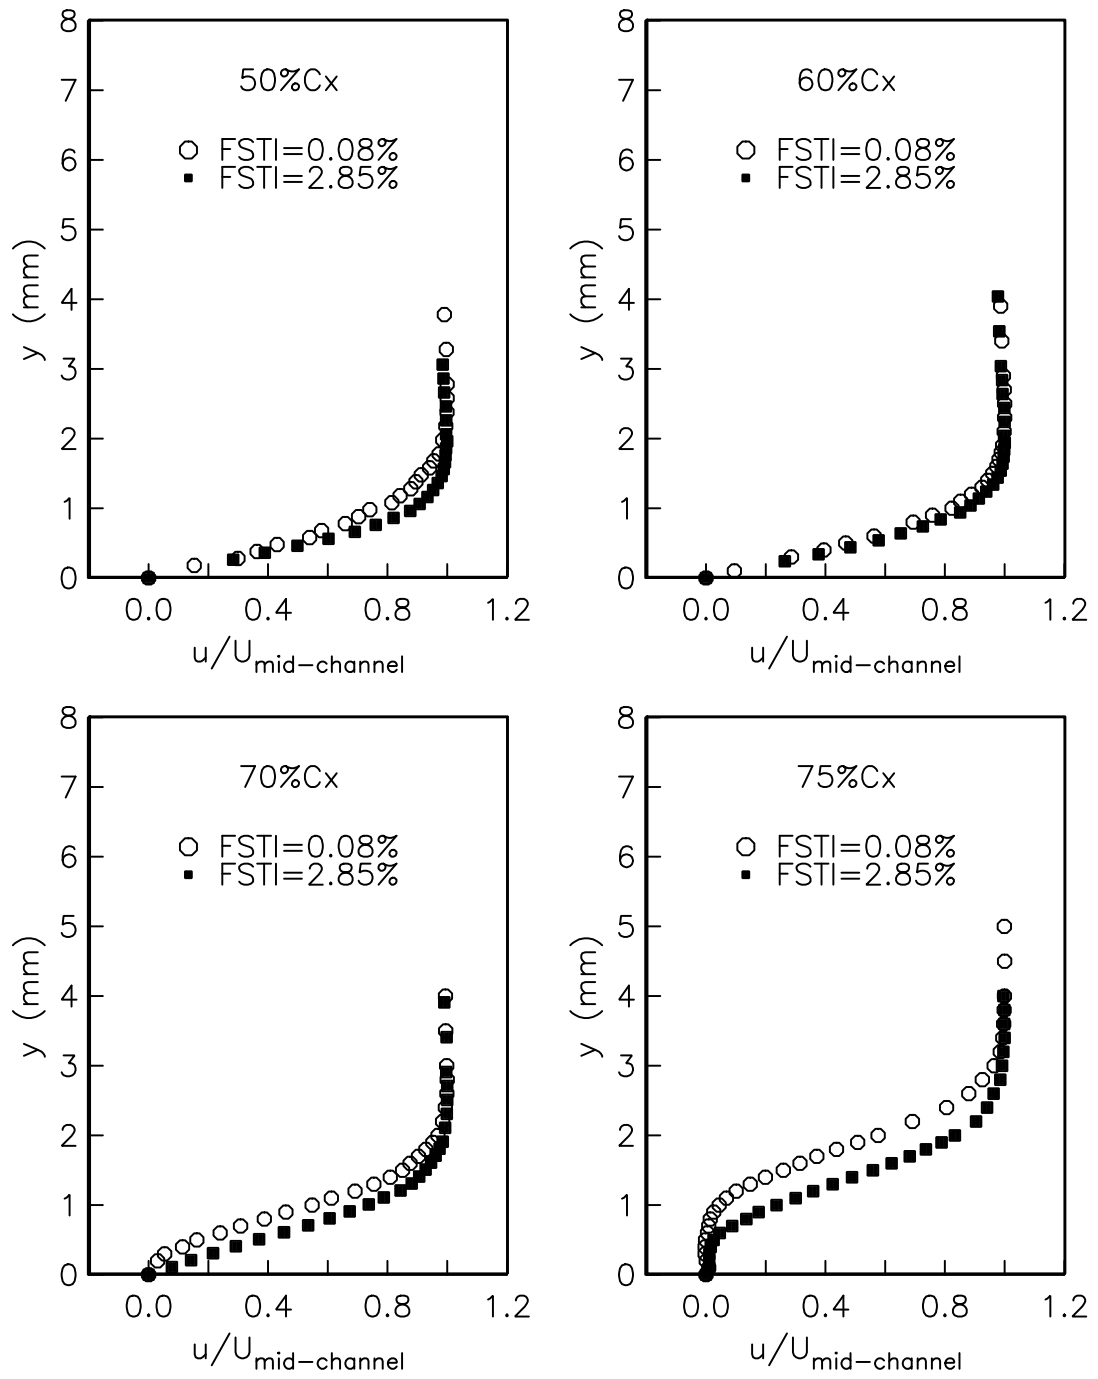 8
7
6
5
4
3
2
1
0
y (mm)
50%Cx
FSTI=0.08%
FSTI=2.85%
0.0 0.4 0.8 1.2
u/Umid-channel
8
7
6
5
4
3
2
1
0
y (mm)
60%Cx
FSTI=0.08%
FSTI=2.85%
0.0 0.4 0.8 1.2
u/Umid-channel
8
7
6
5
4
3
2
1
0
y (mm)
70%Cx
FSTI=0.08%
FSTI=2.85%
0.0 0.4 0.8 1.2
u/Umid-channel
8
7
6
5
4
3
2
1
0
y (mm)
75%Cx
FSTI=0.08%
FSTI=2.85%
0.0 0.4 0.8 1.2
u/Umid-channel